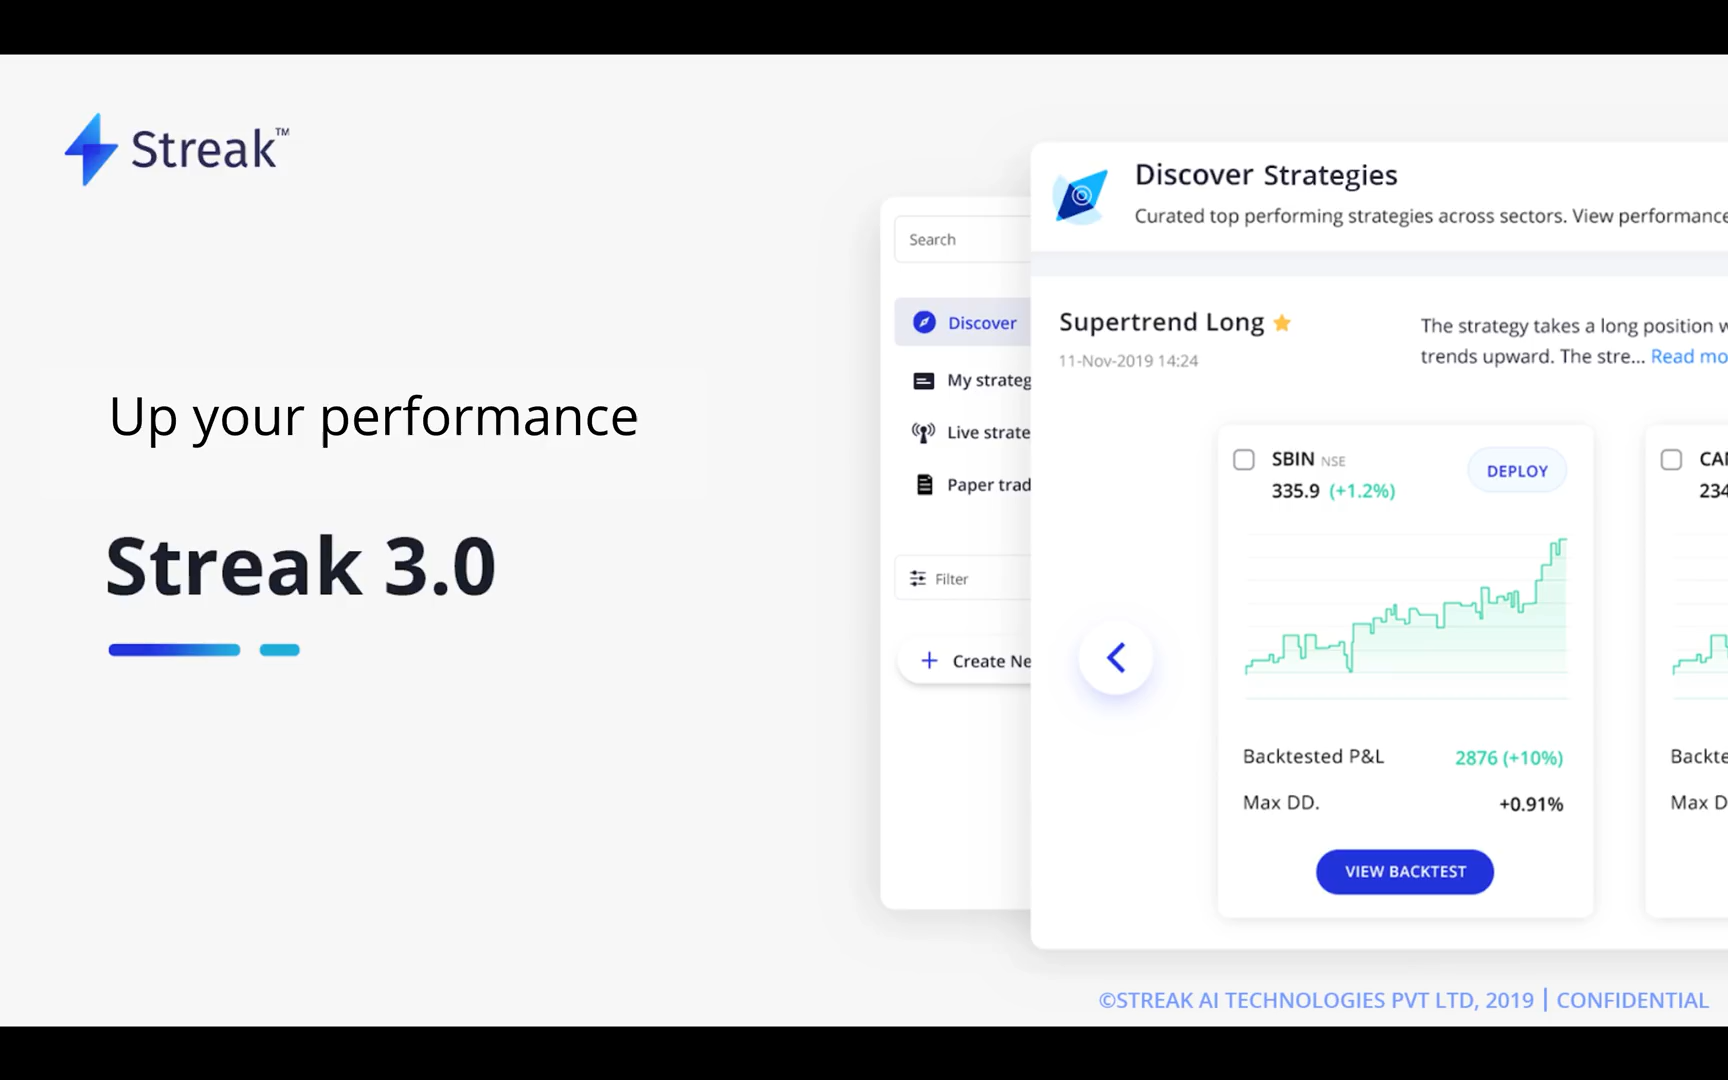 Streak™
Up your performance
Streak 3.0
Search
Discover
My strateg
Live strate
Paper trad
Filter
+ Create Ne
Discover Strategies
Curated top performing strategies across sectors. View performance
Supertrend Long
11-Nov-2019 14:24
The strategy takes a long position w
trends upward. The stre... Read mo
SBIN NSE
335.9 (+1.2%)
DEPLOY
Backtested P&L 2876 (+10%)
Max DD. +0.91%
VIEW BACKTEST
CAN
234
Backte
Max D
©STREAK AI TECHNOLOGIES PVT LTD, 2019 | CONFIDENTIAL